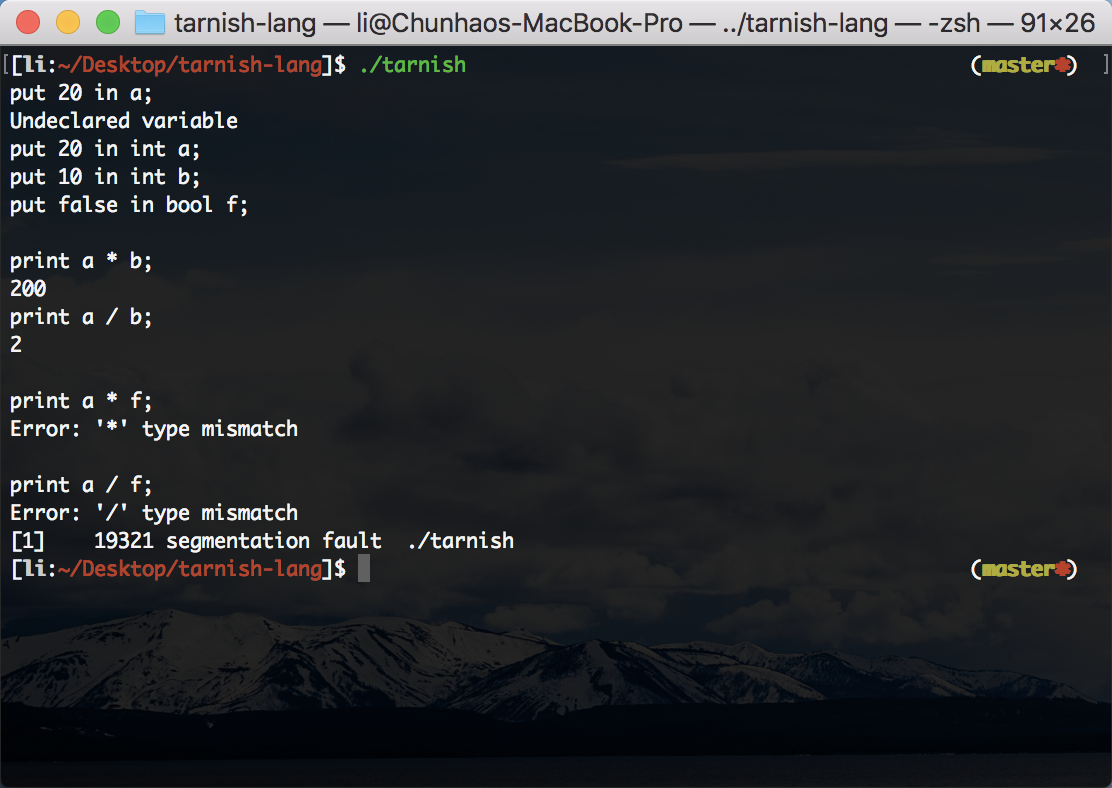 tarnish-lang — li@Chunhaos-MacBook-Pro — ../tarnish-lang — -zsh — 91×26
[[li:~/Desktop/tarnish-lang]$ ./tarnish (master*) ]
put 20 in a;
Undeclared variable
put 20 in int a;
put 10 in int b;
put false in bool f;
print a * b;
200
print a / b;
2
print a * f;
Error: '*' type mismatch
print a / f;
Error: '/' type mismatch
[1]    19321 segmentation fault  ./tarnish
[li:~/Desktop/tarnish-lang]$ (master*)